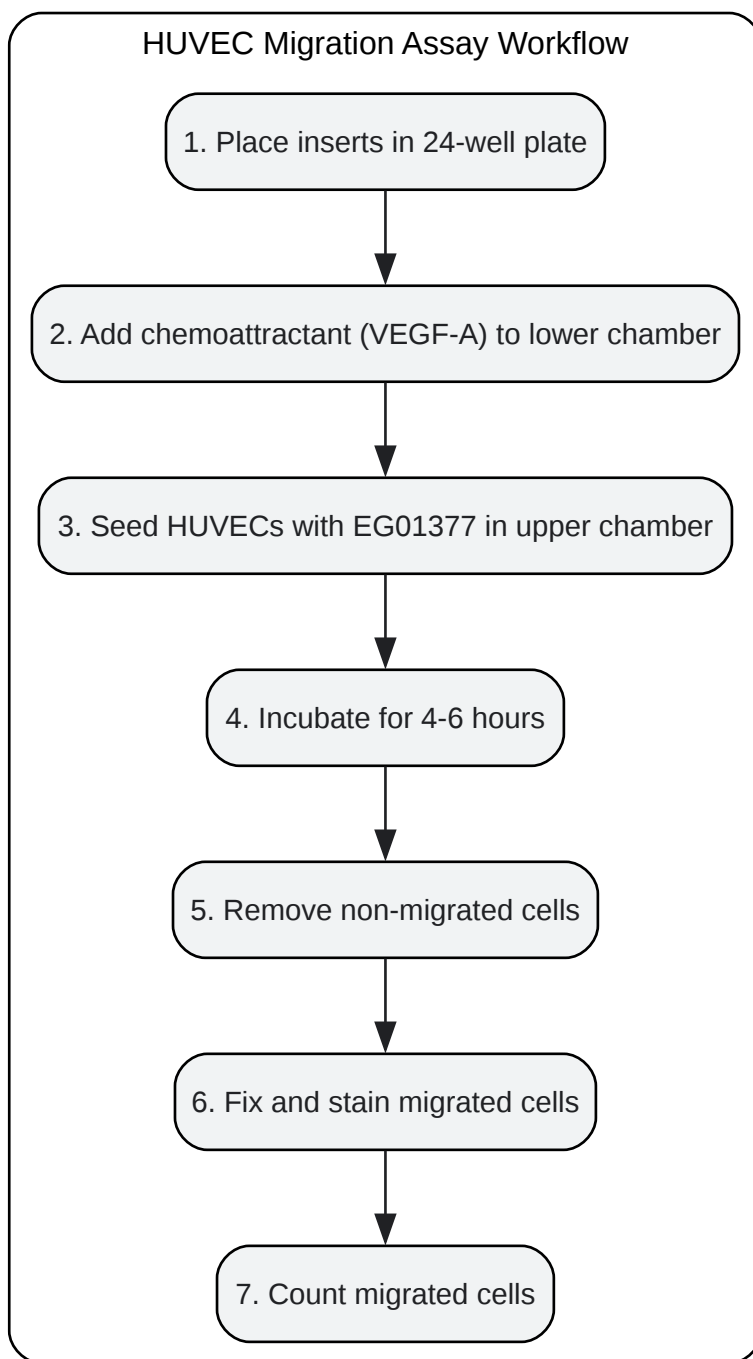 HUVEC Migration Assay Workflow
1. Place inserts in 24-well plate
2. Add chemoattractant (VEGF-A) to lower chamber
3. Seed HUVECs with EG01377 in upper chamber
4. Incubate for 4-6 hours
5. Remove non-migrated cells
6. Fix and stain migrated cells
7. Count migrated cells